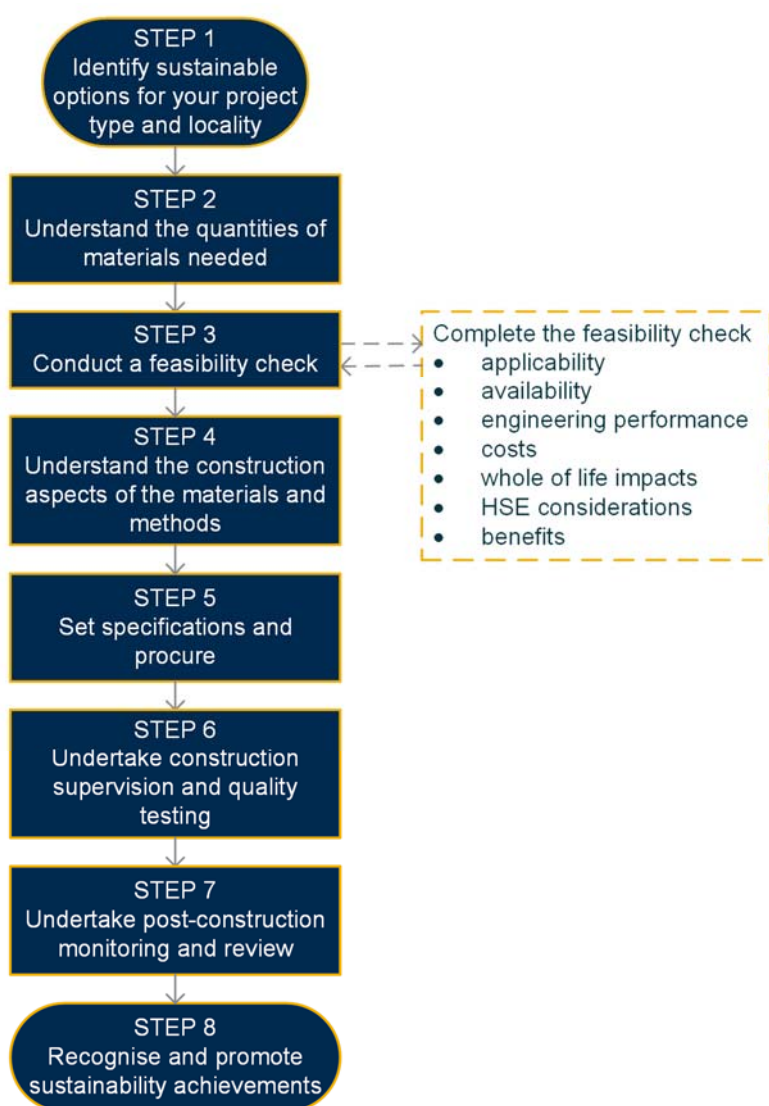 STEP 1
Identify sustainable
options for your project
type and locality
STEP 2
Understand the quantities of
materials needed
STEP 3
Conduct a feasibility check
Complete the feasibility check
• applicability
• availability
• engineering performance
• costs
• whole of life impacts
• HSE considerations
• benefits
STEP 4
Understand the construction
aspects of the materials and
methods
STEP 5
Set specifications and
procure
STEP 6
Undertake construction
supervision and quality
testing
STEP 7
Undertake post-construction
monitoring and review
STEP 8
Recognise and promote
sustainability achievements